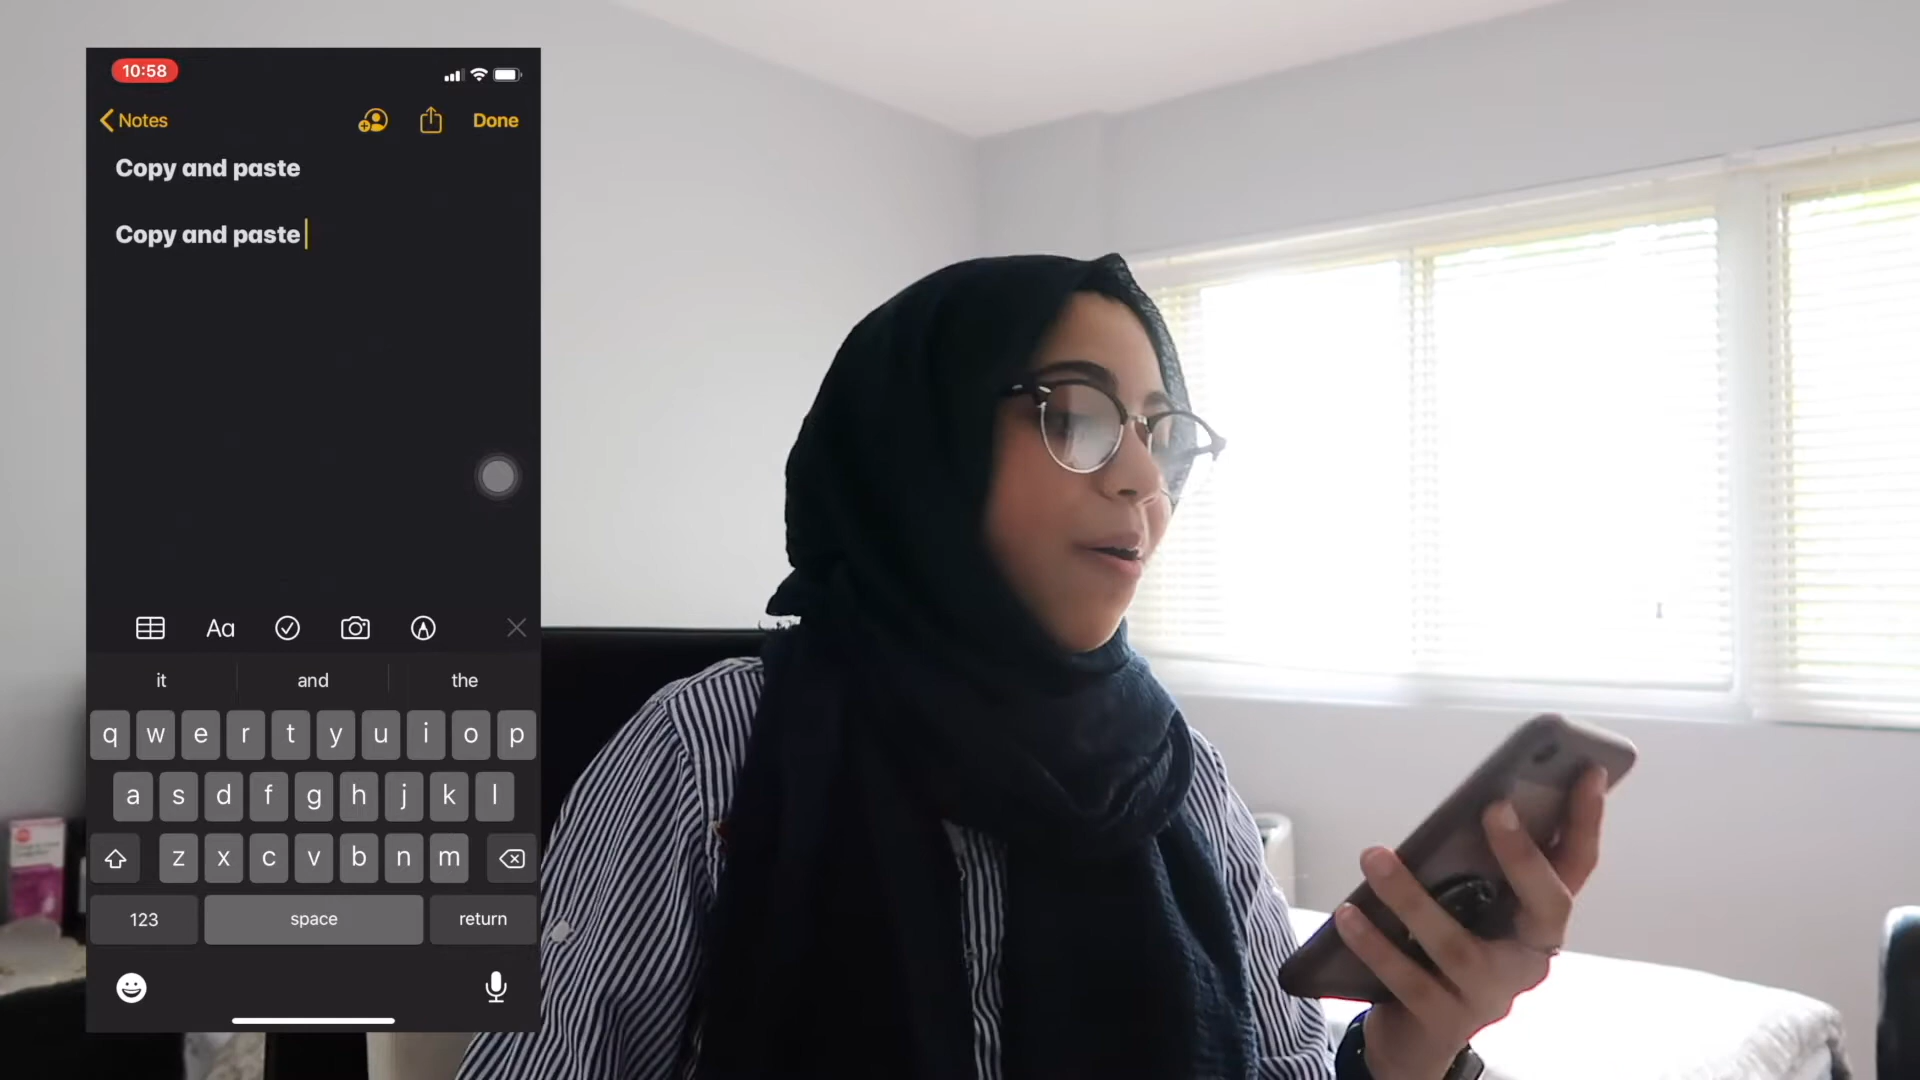 10:58
Notes
Done
Copy and paste
Copy and paste
Aa
it and the
q w e r t y u i o p
a s d f g h j k l
z x c v b n m
123 space return